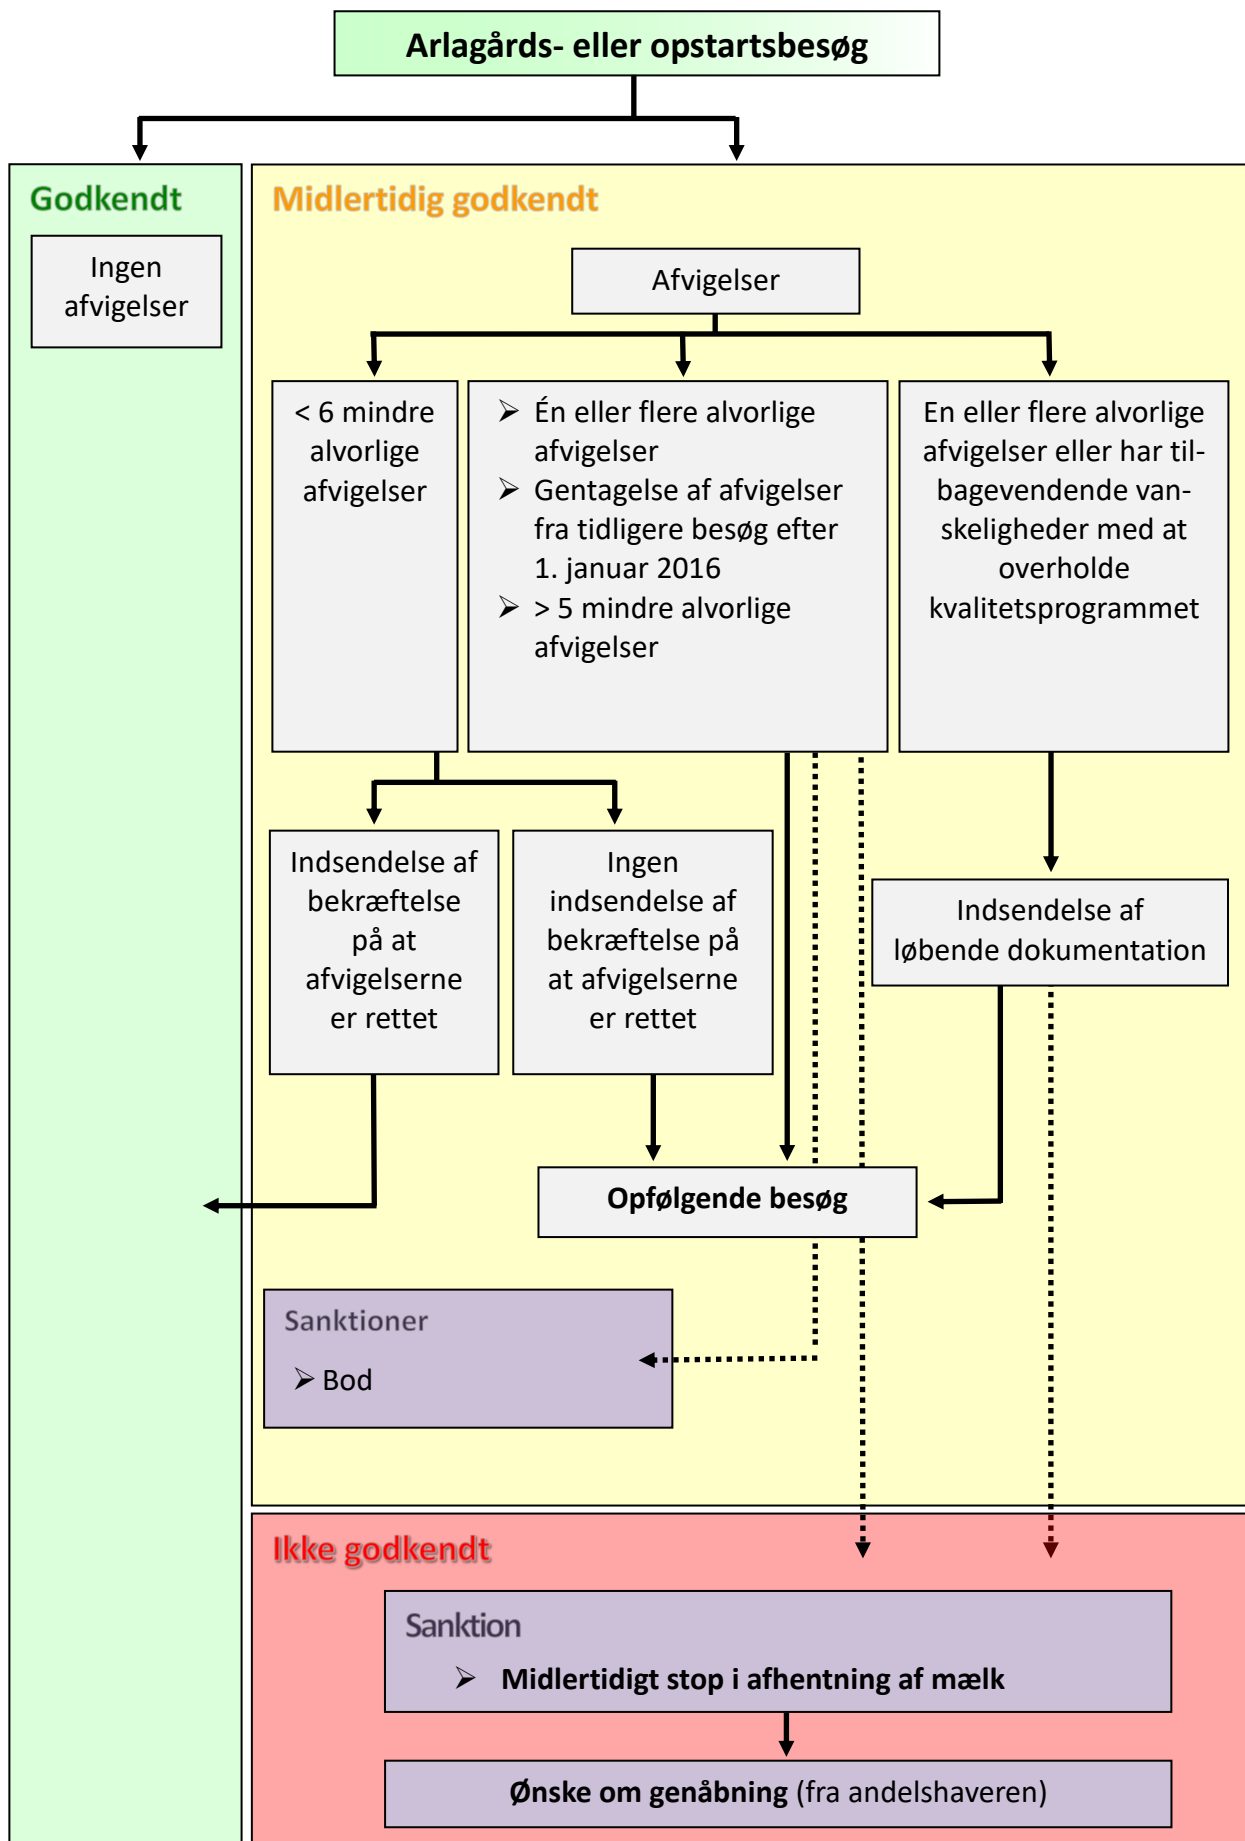 Arlagårds- eller opstartsbesøg
Godkendt
Ingen
afvigelser
Midlertidig godkendt
Afvigelser
< 6 mindre
alvorlige
afvigelser
➢ Én eller flere alvorlige
afvigelser
➢ Gentagelse af afvigelser
fra tidligere besøg efter
1. januar 2016
➢ > 5 mindre alvorlige
afvigelser
En eller flere alvorlige
afvigelser eller har til-
bagevendende van-
skeligheder med at
overholde
kvalitetsprogrammet
Indsendelse af
bekræftelse
på at
afvigelserne
er rettet
Ingen
indsendelse af
bekræftelse på
at afvigelserne
er rettet
Indsendelse af
løbende dokumentation
Opfølgende besøg
Sanktioner
➢ Bod
Ikke godkendt
Sanktion
➢ Midlertidigt stop i afhentning af mælk
Ønske om genåbning (fra andelshaveren)